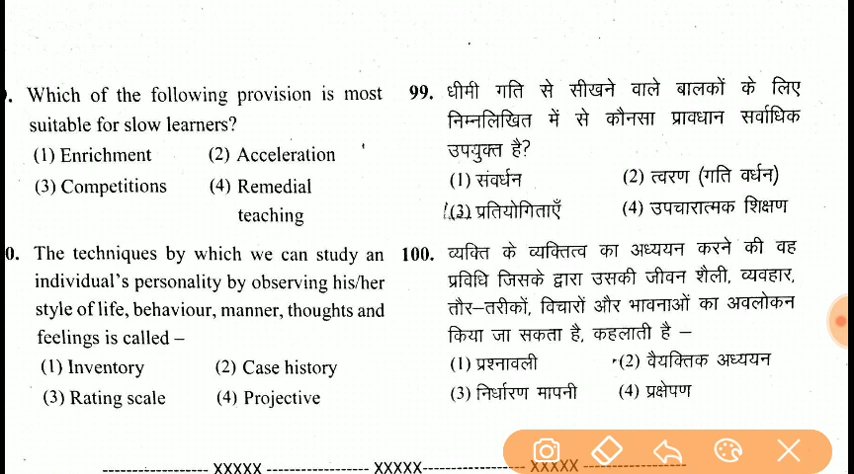 . Which of the following provision is most
suitable for slow learners?
(1) Enrichment (2) Acceleration
(3) Competitions (4) Remedial
teaching
0. The techniques by which we can study an
individual's personality by observing his/her
style of life, behaviour, manner, thoughts and
feelings is called –
(1) Inventory (2) Case history
(3) Rating scale (4) Projective
99. धीमी गति से सीखने वाले बालकों के लिए
निम्नलिखित में से कौनसा प्रावधान सर्वाधिक
उपयुक्त है?
(1) संवर्धन (2) त्वरण (गति वर्धन)
(3) प्रतियोगिताएँ (4) उपचारात्मक शिक्षण
100. व्यक्ति के व्यक्तित्व का अध्ययन करने की वह
प्रविधि जिसके द्वारा उसकी जीवन शैली, व्यवहार,
तौर–तरीकों, विचारों और भावनाओं का अवलोकन
किया जा सकता है, कहलाती है –
(1) प्रश्नावली (2) वैयक्तिक अध्ययन
(3) निर्धारण मापनी (4) प्रक्षेपण
-------------------- XXXXX ------------------- XXXXX------------------- XXXXX --------------------